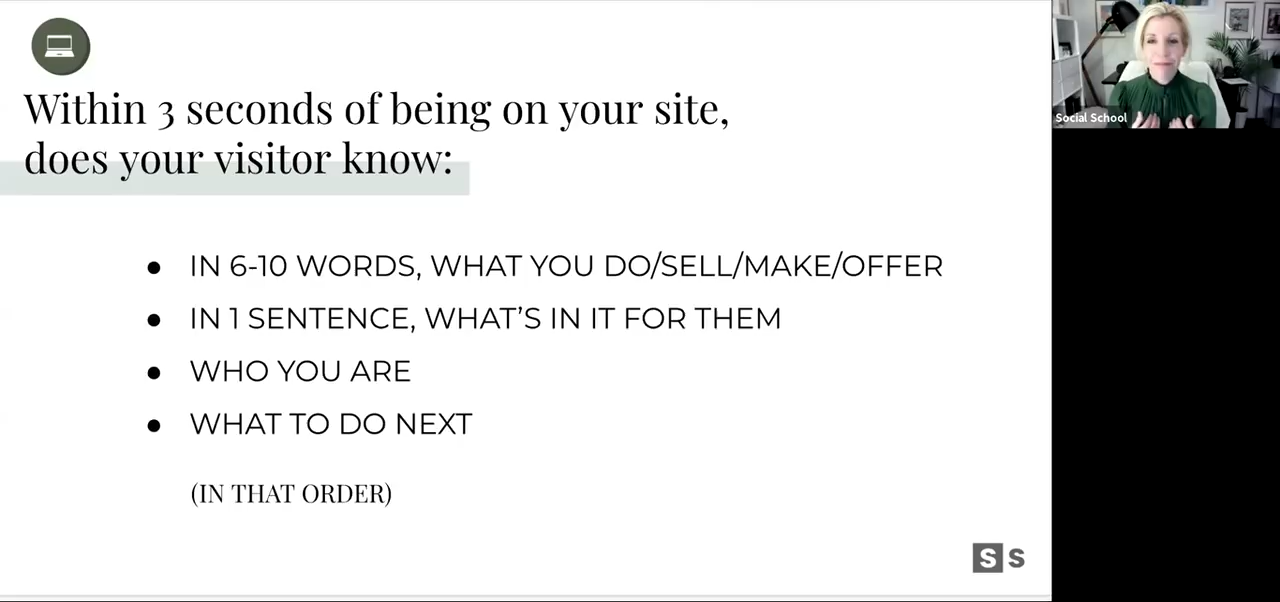 Within 3 seconds of being on your site,
does your visitor know:
● IN 6-10 WORDS, WHAT YOU DO/SELL/MAKE/OFFER
● IN 1 SENTENCE, WHAT’S IN IT FOR THEM
● WHO YOU ARE
● WHAT TO DO NEXT
(IN THAT ORDER)
S S
Social School